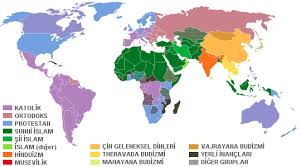 KATOLİK
ORTODOKS
PROTESTAN
SUNNİ İSLAM
Şİİ İSLAM
İSLAM (diğer)
HİNDUİZM
MUSEVİLİK
ÇİN GELENEKSEL DİNLERİ
THERAVADA BUDİZMİ
MAHAYANA BUDİZMİ
VAJRAYANA BUDİZMİ
YERLİ İNANÇLARI
DİĞER GRUPLAR